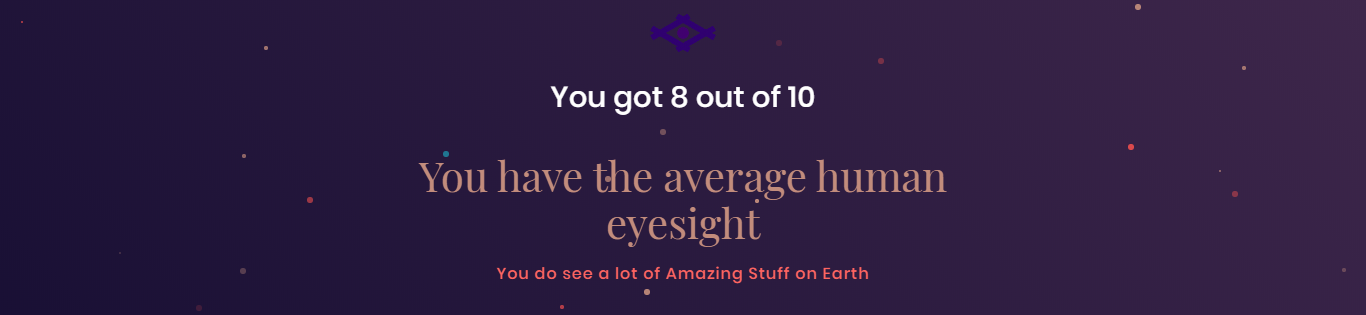 You got 8 out of 10
You have the average human
eyesight
You do see a lot of Amazing Stuff on Earth